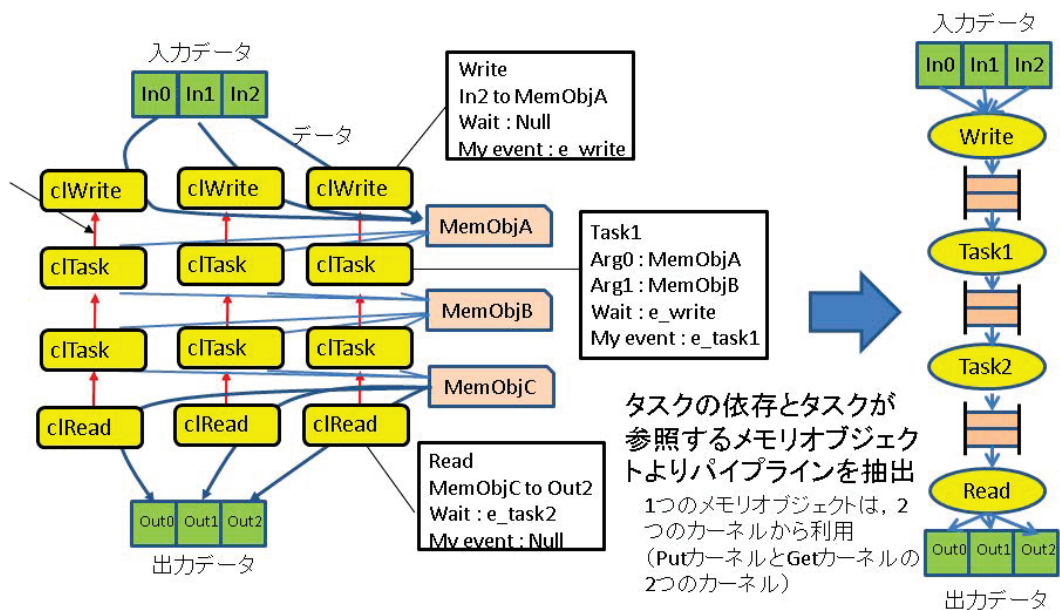 入力データ
In0 In1 In2
データ
Write
In2 to MemObjA
Wait : Null
My event : e_write
clWrite clWrite clWrite
MemObjA
clTask clTask clTask
Task1
Arg0 : MemObjA
Arg1 : MemObjB
Wait : e_write
My event : e_task1
MemObjB
clTask clTask clTask
MemObjC
clRead clRead clRead
Read
MemObjC to Out2
Wait : e_task2
My event : Null
Out0 Out1 Out2
出力データ
タスクの依存とタスクが
参照するメモリオブジェク
トよりパイプラインを抽出
1つのメモリオブジェクトは, 2
つのカーネルから利用
(PutカーネルとGetカーネルの
2つのカーネル)
入力データ
In0 In1 In2
Write
Task1
Task2
Read
Out0 Out1 Out2
出力データ